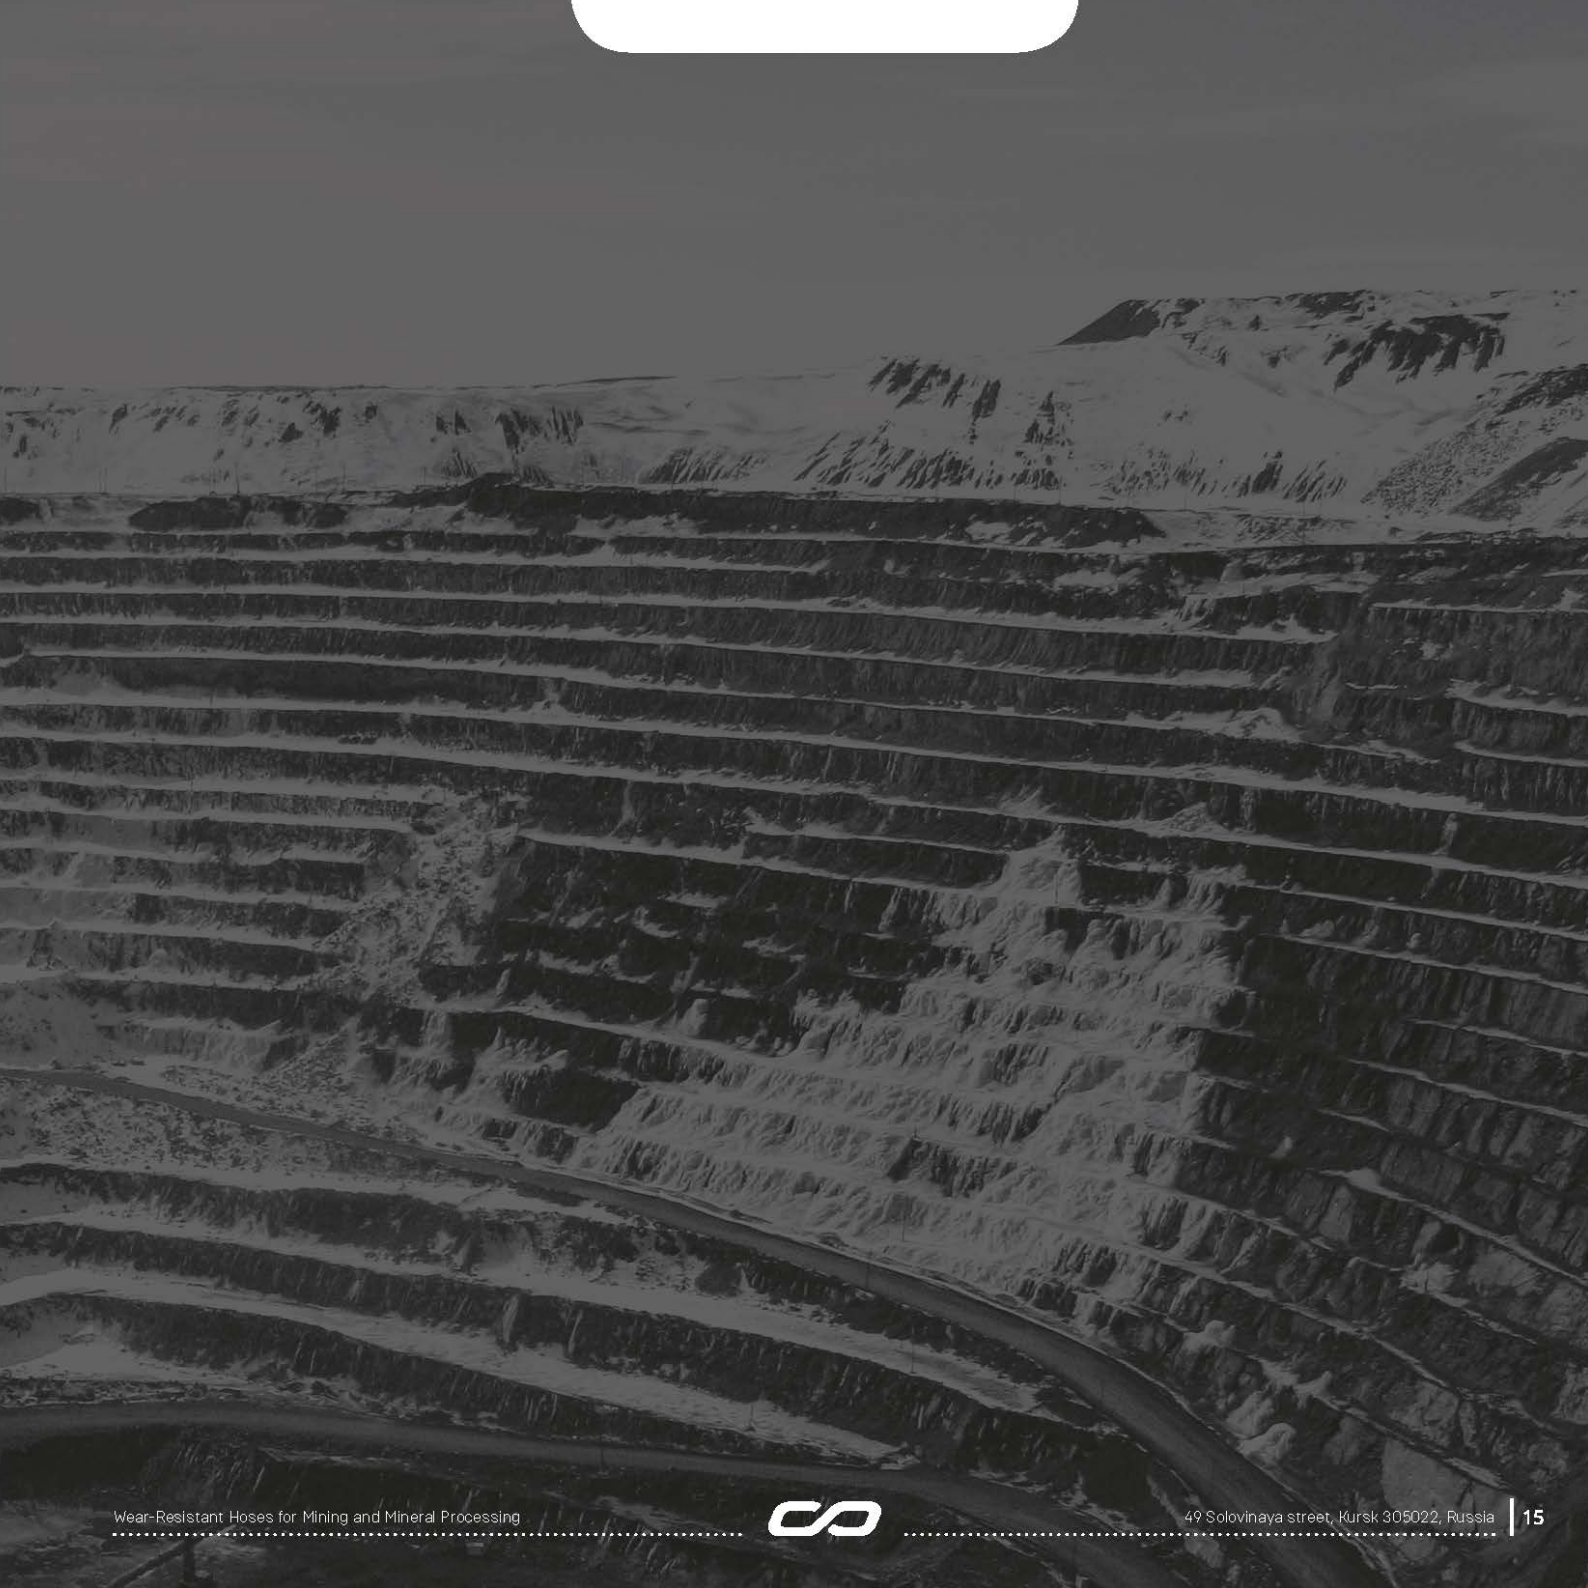 Wear-Resistant Hoses for Mining and Mineral Processing
49 Solovinaya street, Kursk 305022, Russia
15